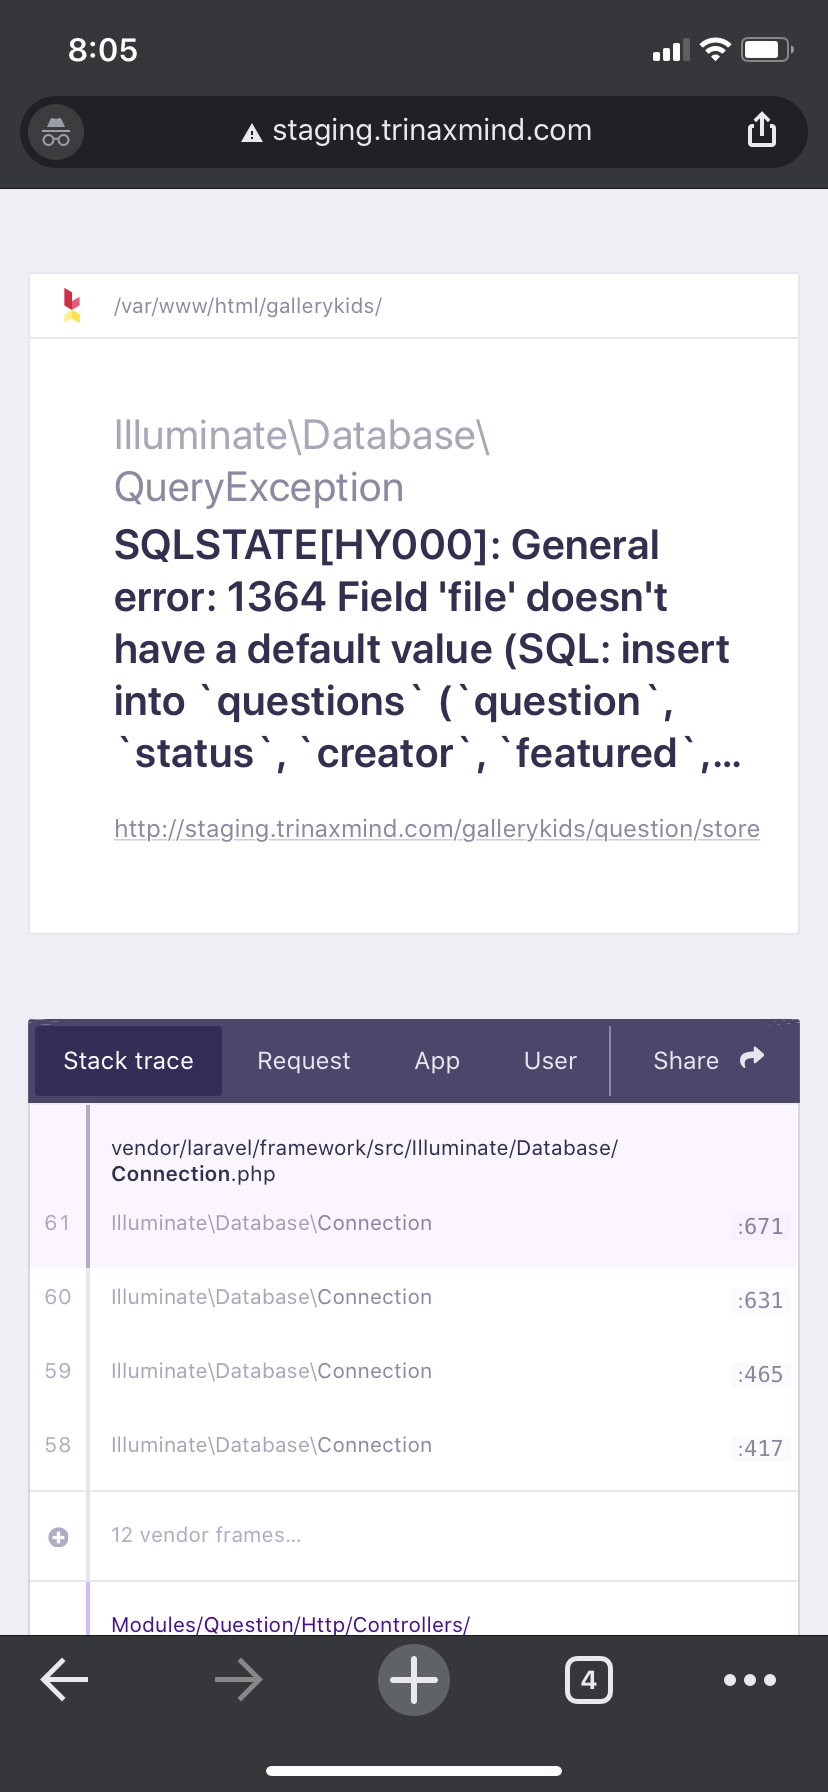 8:05
staging.trinaxmind.com
/var/www/html/gallerykids/
Illuminate\Database\
QueryException
SQLSTATE[HY000]: General
error: 1364 Field 'file' doesn't
have a default value (SQL: insert
into `questions` (`question`,
`status`, `creator`, `featured`,...
http://staging.trinaxmind.com/gallerykids/question/store
Stack trace Request App User Share
vendor/laravel/framework/src/Illuminate/Database/
Connection.php
61 Illuminate\Database\Connection :671
60 Illuminate\Database\Connection :631
59 Illuminate\Database\Connection :465
58 Illuminate\Database\Connection :417
12 vendor frames…
Modules/Question/Http/Controllers/
4